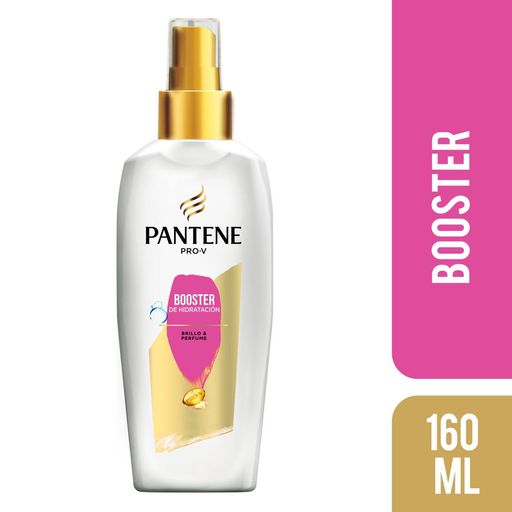 PANTENE
PRO-V
BOOSTER
DE HIDRATACIÓN
BRILLO &
PERFUME
BOOSTER
160
ML